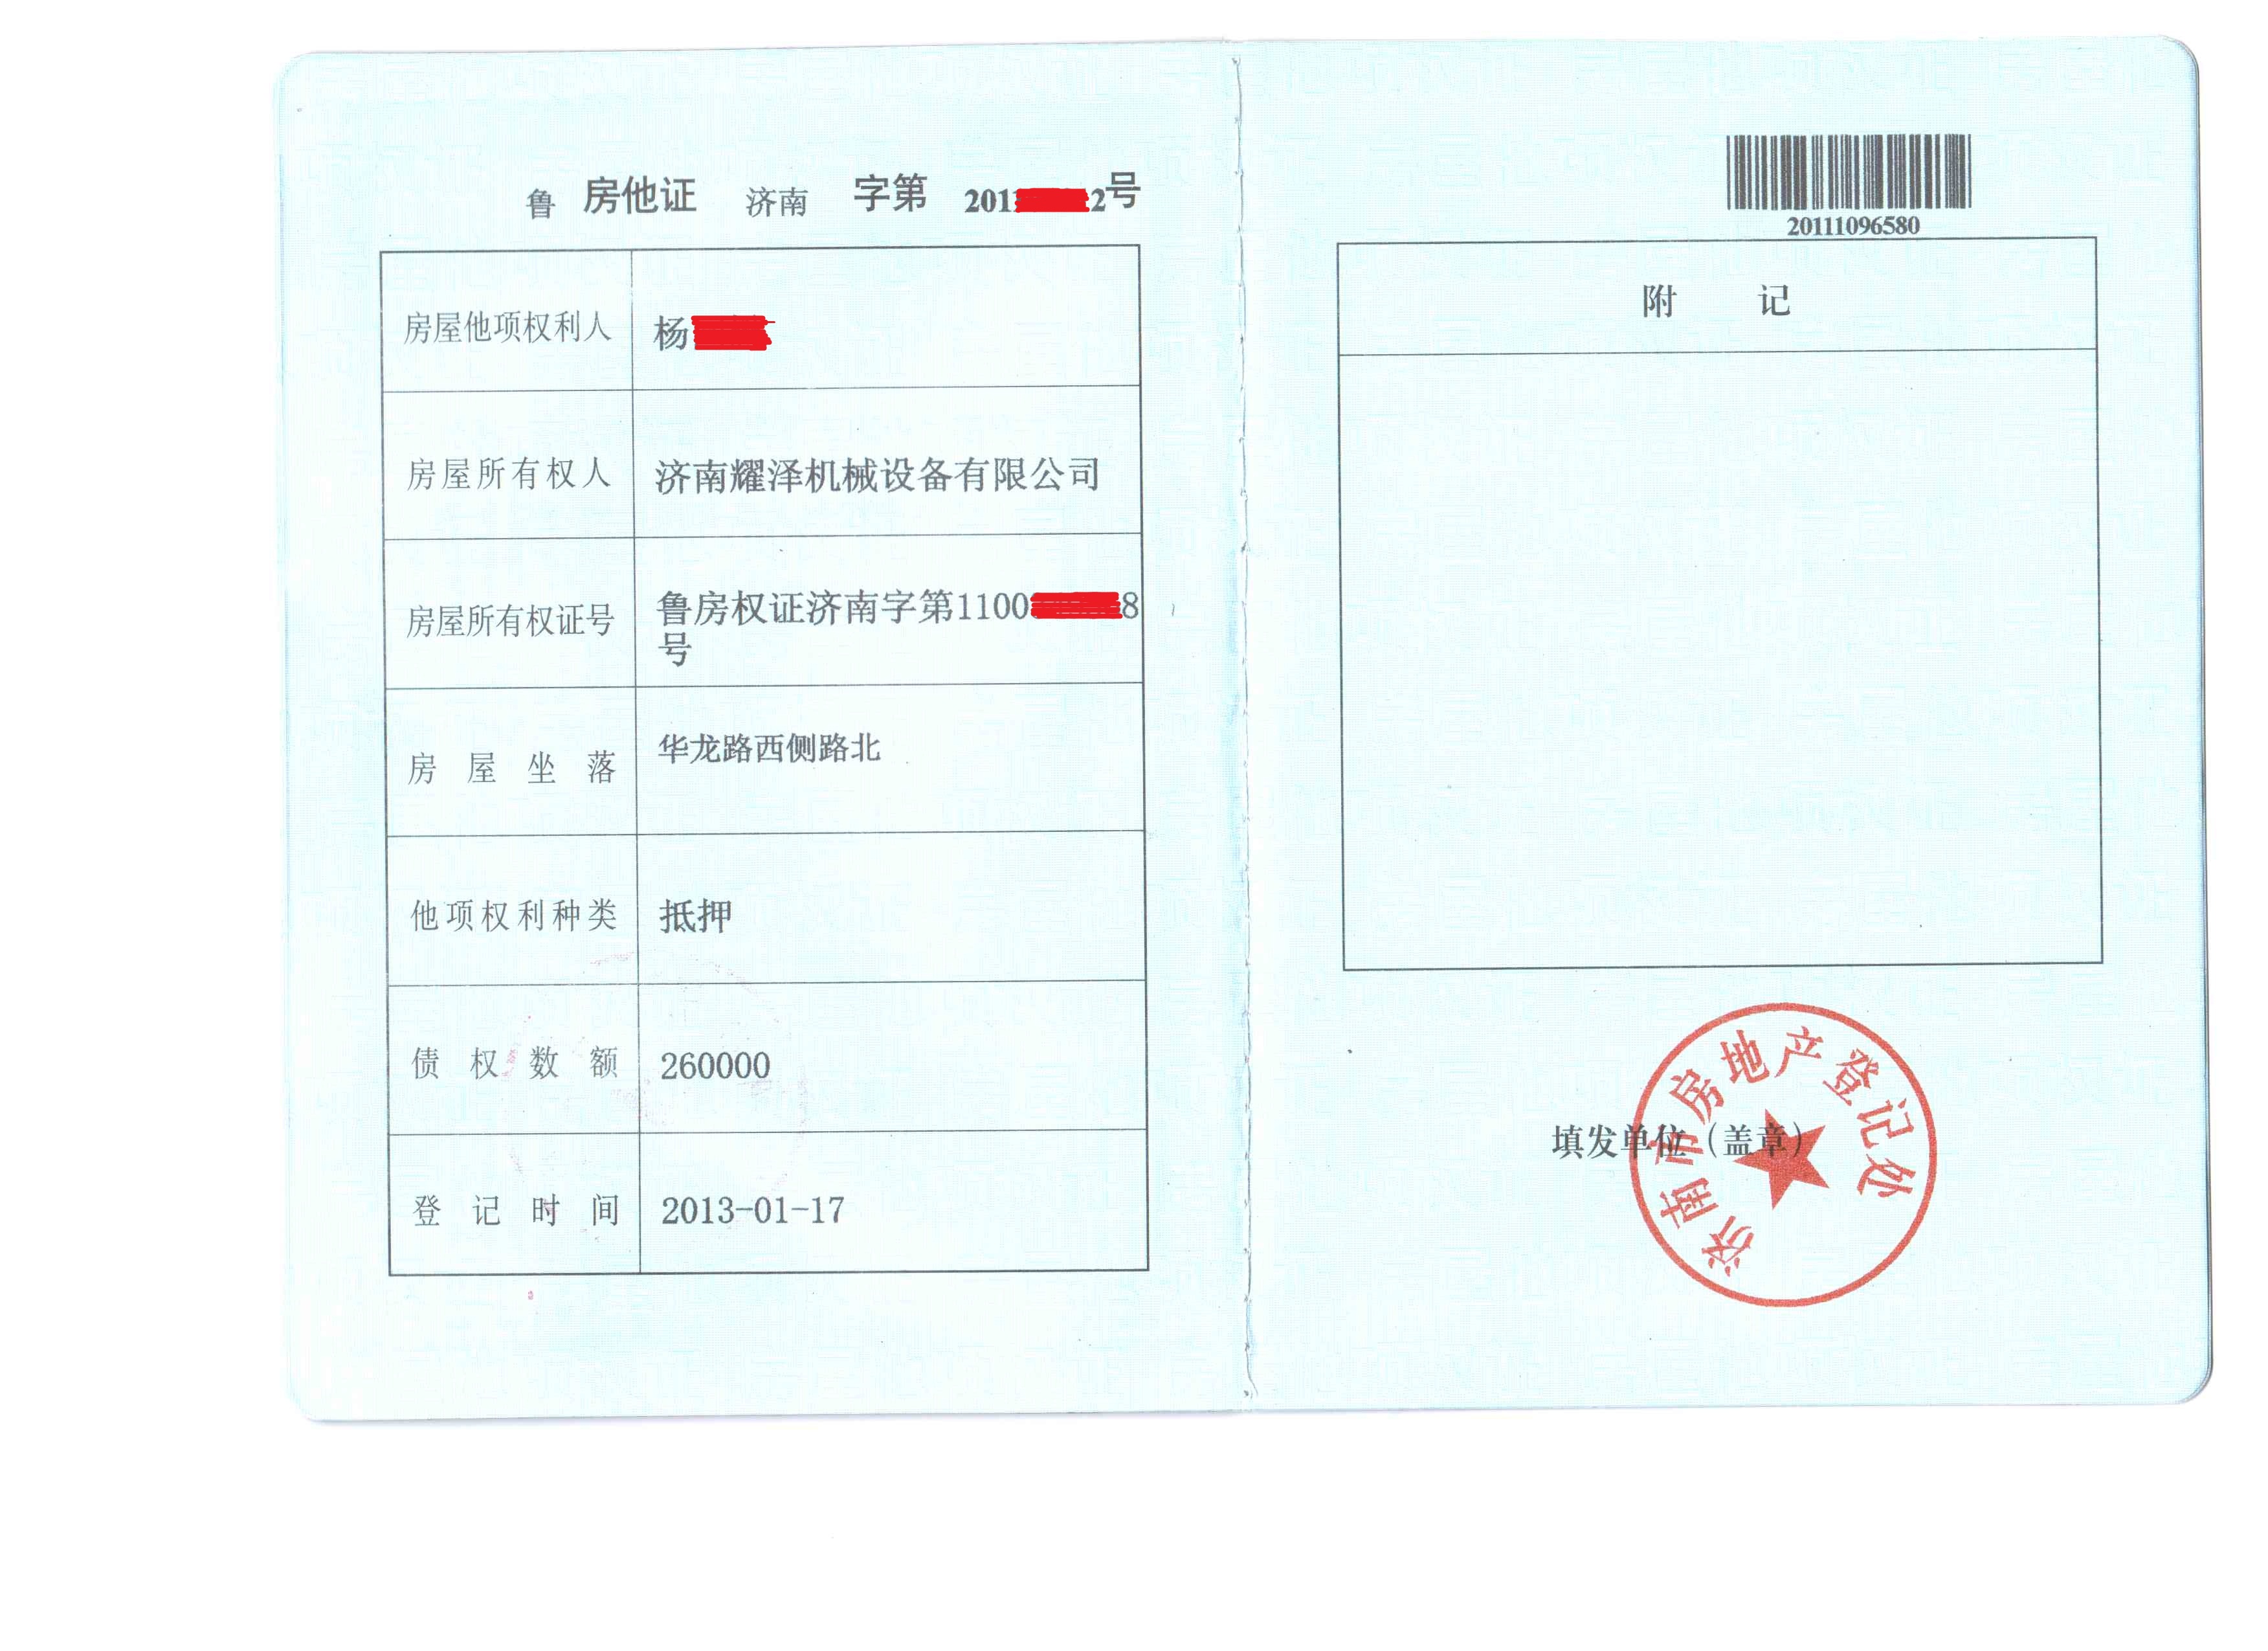 鲁 房他证 济南 字第 201 2号
房屋他项权利人 杨
房屋所有权人 济南耀泽机械设备有限公司
房屋所有权证号 鲁房权证济南字第1100 8
号
房屋坐落 华龙路西侧路北
他项权利种类 抵押
债权数额 260000
登记时间 2013-01-17
20111096580
附 记
填发单位（盖章）
济南市房地产登记处